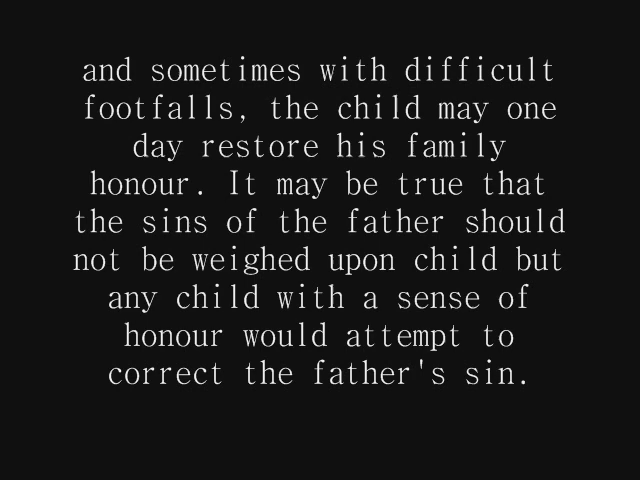 and sometimes with difficult
footfalls, the child may one
day restore his family
honour. It may be true that
the sins of the father should
not be weighed upon child but
any child with a sense of
honour would attempt to
correct the father's sin.